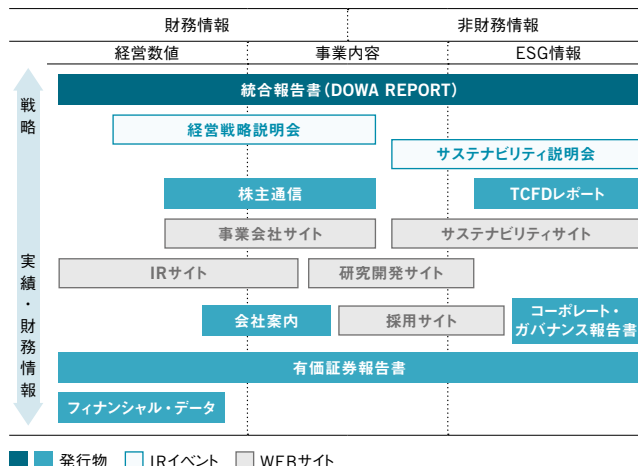 財務情報 非財務情報
経営数値 事業内容 ESG情報
戦略
統合報告書(DOWA REPORT)
経営戦略説明会
サステナビリティ説明会
株主通信 TCFDレポート
事業会社サイト サステナビリティサイト
IRサイト 研究開発サイト
会社案内 採用サイト コーポレート・
ガバナンス報告書
有価証券報告書
フィナンシャル・データ
実績・財務情報
発行物 IRイベント WEBサイト